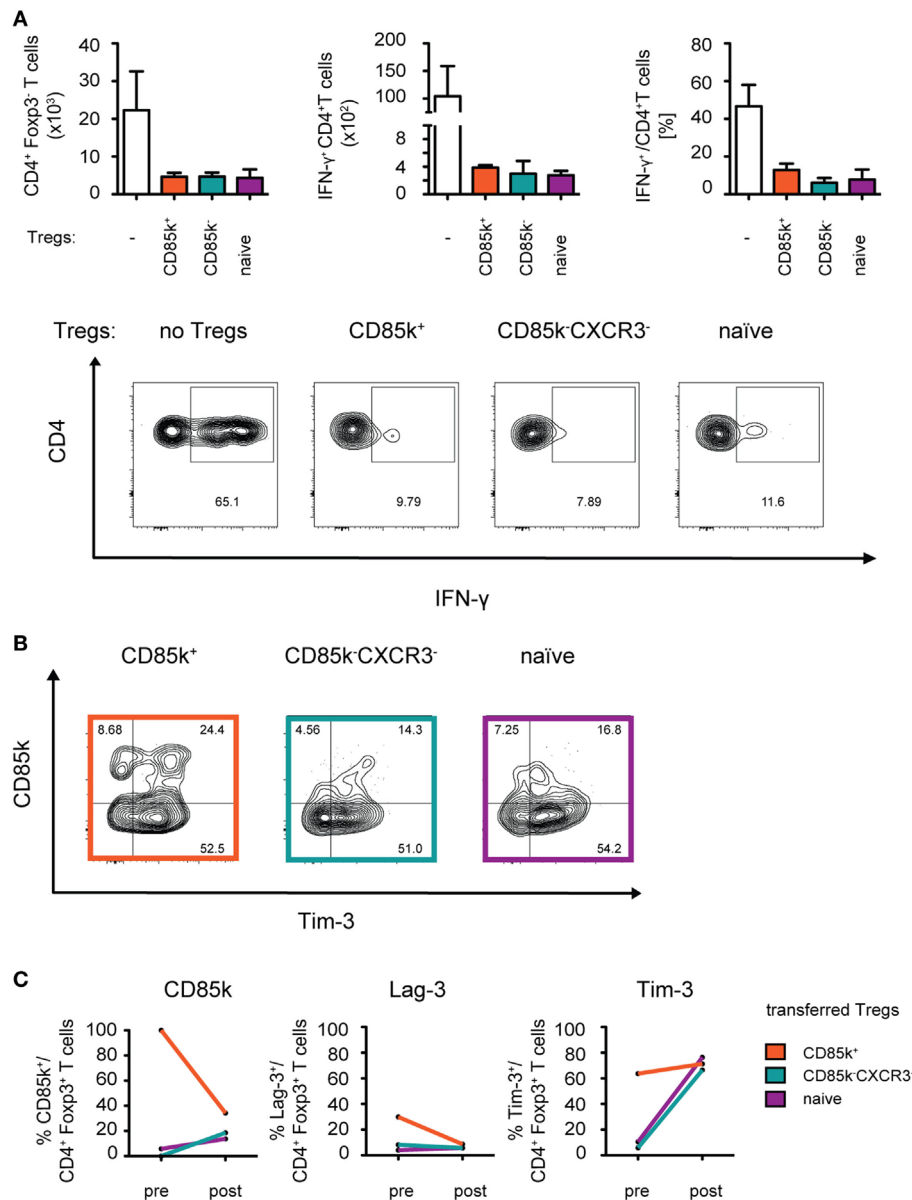 A
CD4⁺ Foxp3⁻ T cells
(x10³)
40
30
20
10
0
IFN-γ⁺ CD4⁺T cells
(x10²)
200
150
100
8
6
4
2
0
IFN-γ⁺/CD4⁺T cells
[%]
80
60
40
20
0
Tregs:
-
CD85k⁺
CD85k⁻
naive
-
CD85k⁺
CD85k⁻
naive
-
CD85k⁺
CD85k⁻
naive
Tregs: no Tregs CD85k⁺ CD85k⁻CXCR3⁻ naïve
CD4
65.1 9.79 7.89 11.6
IFN-γ
B
CD85k⁺ CD85k⁻CXCR3⁻ naïve
CD85k
8.68 24.4 4.56 14.3 7.25 16.8
52.5 51.0 54.2
Tim-3
C
CD85k Lag-3 Tim-3
% CD85k⁺/
CD4⁺ Foxp3⁺ T cells
100
80
60
40
20
0
pre post
% Lag-3⁺/
CD4⁺ Foxp3⁺ T cells
100
80
60
40
20
0
pre post
% Tim-3⁺/
CD4⁺ Foxp3⁺ T cells
100
80
60
40
20
0
pre post
transferred Tregs
CD85k⁺
CD85k⁻CXCR3⁻
naive